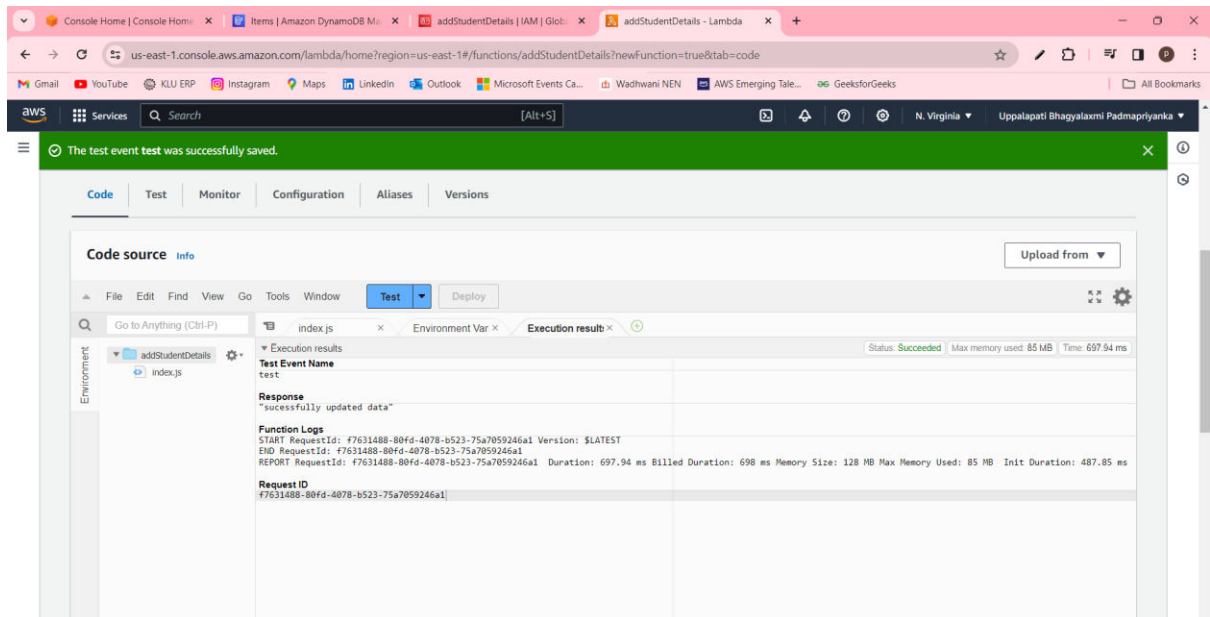 Console Home | Console Home
Items | Amazon DynamoDB Ma
addStudentDetails | IAM | Glob
addStudentDetails - Lambda
us-east-1.console.aws.amazon.com/lambda/home?region=us-east-1#/functions/addStudentDetails?newFunction=true&tab=code
P
M Gmail YouTube KLU ERP Instagram Maps LinkedIn Outlook Microsoft Events Ca... Wadhwani NEN AWS Emerging Tale... GeeksforGeeks All Bookmarks
aws Services Search [Alt+S] N. Virginia ▼ Uppalapati Bhagyalaxmi Padmapriyanka ▼
The test event test was successfully saved.
Code Test Monitor Configuration Aliases Versions
Code source Info Upload from ▼
File Edit Find View Go Tools Window Test Deploy
Go to Anything (Ctrl-P) index.js Environment Var Execution result
Environment
addStudentDetails
index.js
Execution results Status: Succeeded Max memory used: 85 MB Time: 697.94 ms
Test Event Name
test
Response
"sucessfully updated data"
Function Logs
START RequestId: f7631488-80fd-4078-b523-75a7059246a1 Version: $LATEST
END RequestId: f7631488-80fd-4078-b523-75a7059246a1
REPORT RequestId: f7631488-80fd-4078-b523-75a7059246a1 Duration: 697.94 ms Billed Duration: 698 ms Memory Size: 128 MB Max Memory Used: 85 MB Init Duration: 487.85 ms
Request ID
f7631488-80fd-4078-b523-75a7059246a1